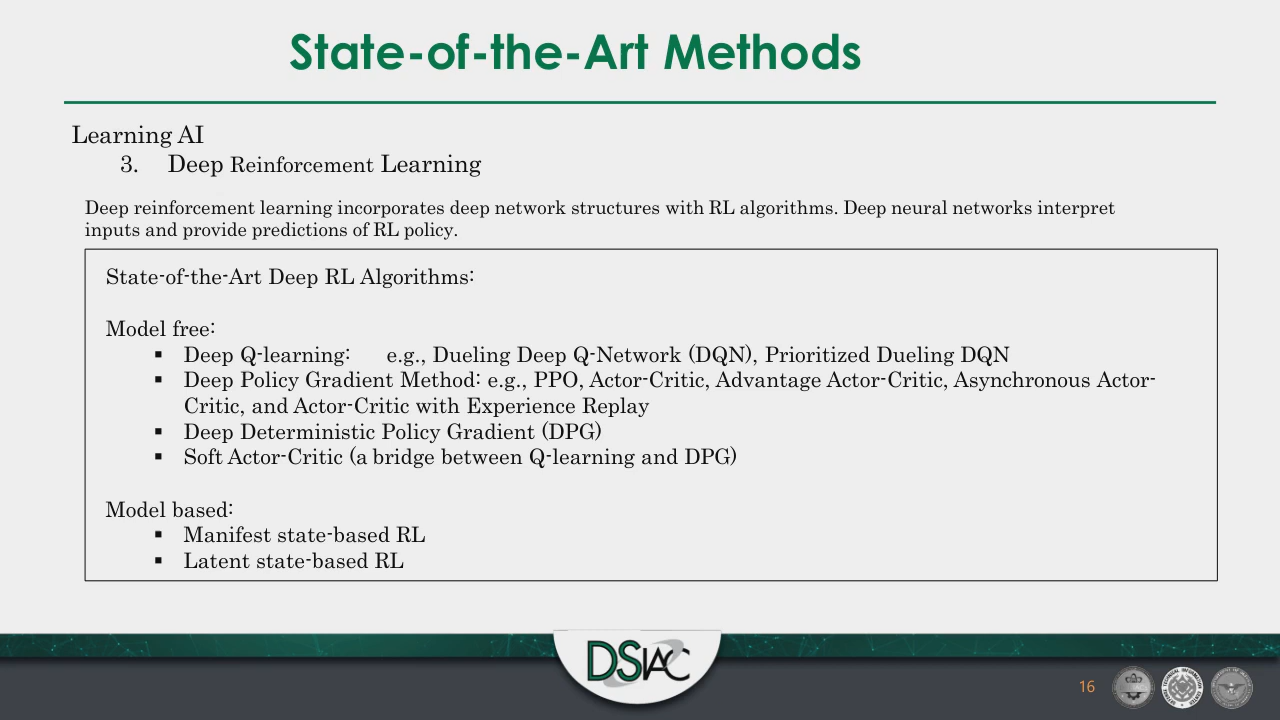 State-of-the-Art Methods
Learning AI
3. Deep Reinforcement Learning
Deep reinforcement learning incorporates deep network structures with RL algorithms. Deep neural networks interpret
inputs and provide predictions of RL policy.
State-of-the-Art Deep RL Algorithms:
Model free:
▪ Deep Q-learning: e.g., Dueling Deep Q-Network (DQN), Prioritized Dueling DQN
▪ Deep Policy Gradient Method: e.g., PPO, Actor-Critic, Advantage Actor-Critic, Asynchronous Actor-
Critic, and Actor-Critic with Experience Replay
▪ Deep Deterministic Policy Gradient (DPG)
▪ Soft Actor-Critic (a bridge between Q-learning and DPG)
Model based:
▪ Manifest state-based RL
▪ Latent state-based RL
DSIAC
16